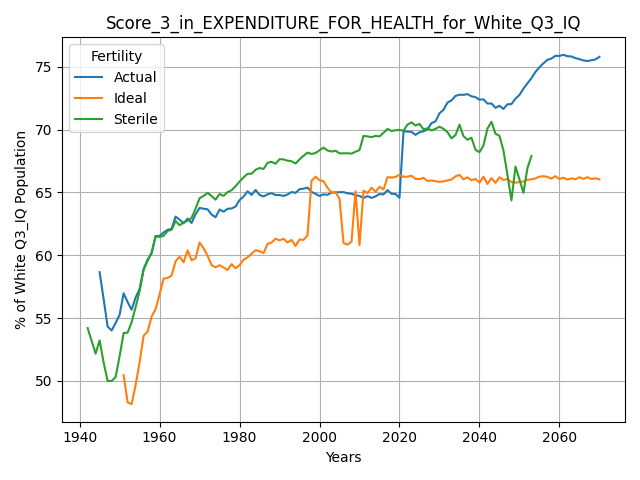 Score_3_in_EXPENDITURE_FOR_HEALTH_for_White_Q3_IQ
Fertility
Actual
Ideal
Sterile
% of White Q3_IQ Population
75
70
65
60
55
50
1940
1960
1980
2000
2020
2040
2060
Years